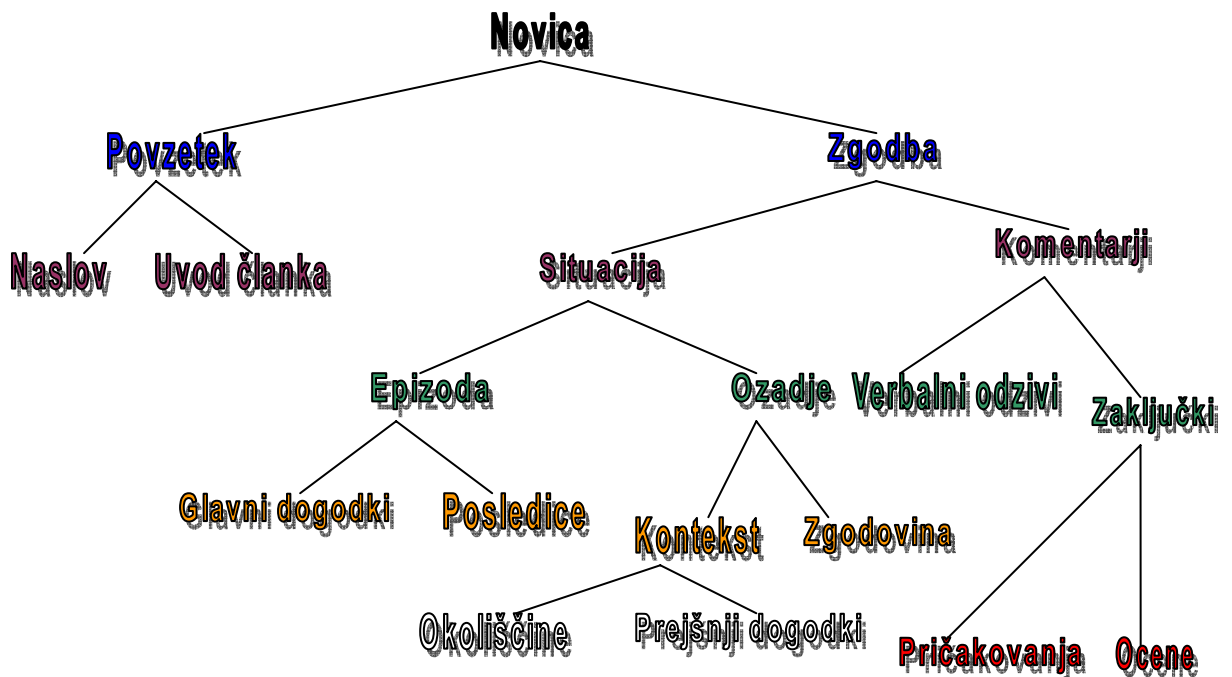 Novica
Povzetek
Zgodba
Naslov
Uvod članka
Situacija
Komentarji
Epizoda
Ozadje
Verbalni odzivi
Zaključki
Glavni dogodki
Posledice
Kontekst
Zgodovina
Okoliščine
Prejšnji dogodki
Pričakovanja
Ocene